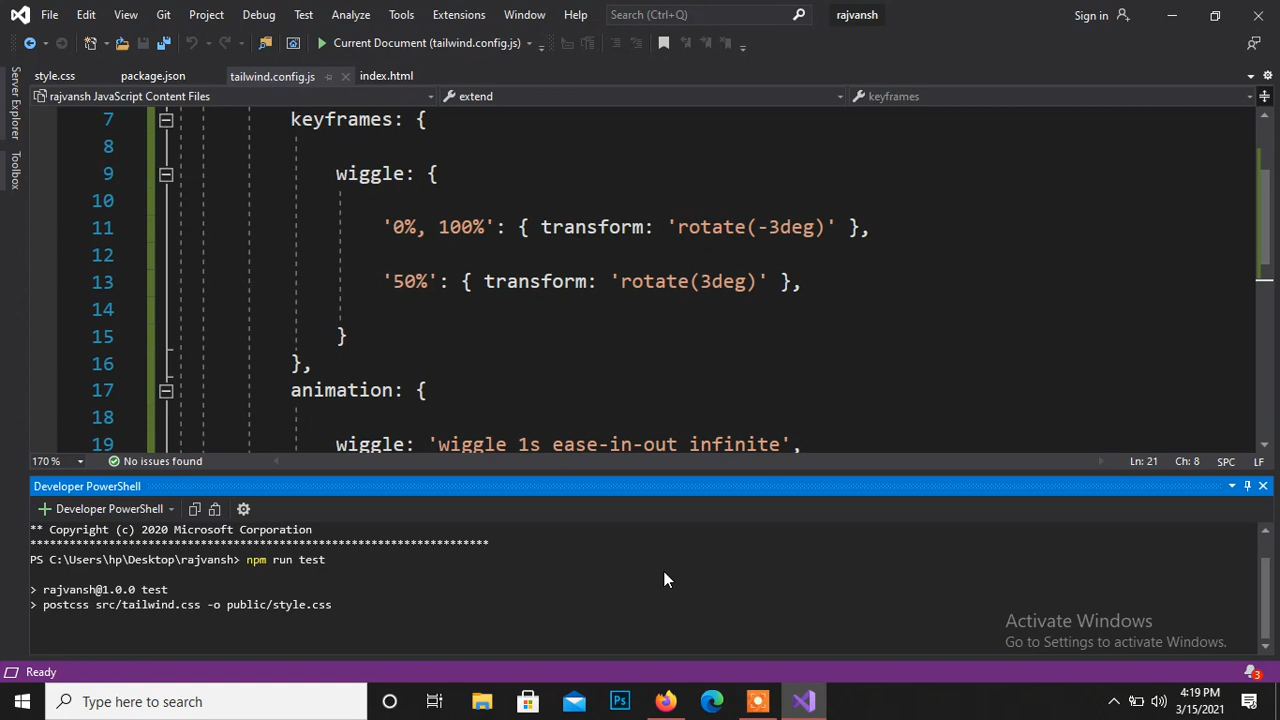 File Edit View Git Project Debug Test Analyze Tools Extensions Window Help Search (Ctrl+Q) rajvansh Sign in
Current Document (tailwind.config.js)
style.css package.json tailwind.config.js index.html
rajvansh JavaScript Content Files extend keyframes
Server Explorer
Toolbox
7 keyframes: {
8
9 wiggle: {
10
11 '0%, 100%': { transform: 'rotate(-3deg)' },
12
13 '50%': { transform: 'rotate(3deg)' },
14
15 }
16 },
17 animation: {
18
19 wiggle: 'wiggle 1s ease-in-out infinite',
170 % No issues found Ln: 21 Ch: 8 SPC LF
Developer PowerShell
Developer PowerShell
** Copyright (c) 2020 Microsoft Corporation
**********************************************************************
PS C:\Users\hp\Desktop\rajvansh> npm run test
> rajvansh@1.0.0 test
> postcss src/tailwind.css -o public/style.css
Activate Windows
Go to Settings to activate Windows.
Ready 3
Type here to search Ps 4:19 PM
3/15/2021